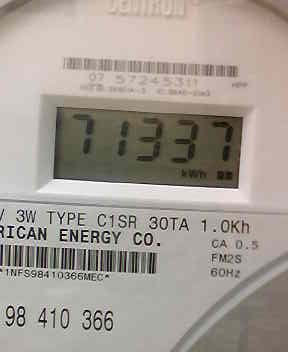 CENTRON
07 57245311
71337
kWh
V 3W TYPE C1SR 30TA 1.0Kh
RICAN ENERGY CO.
CA 0.5
FM2S
60Hz
*1NFS98410366MEC*
98 410 366